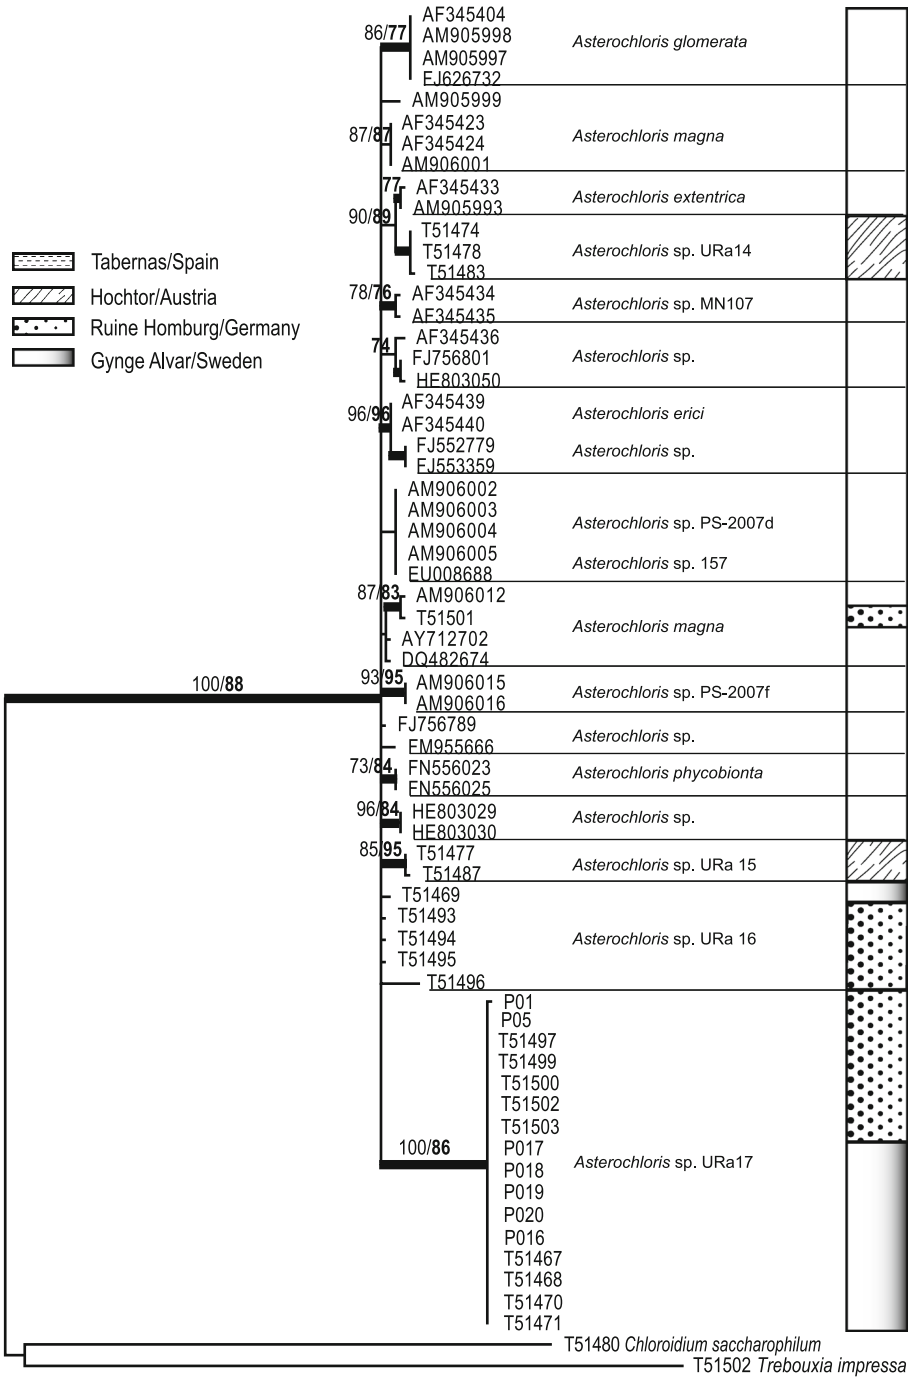 86/77
AF345404
AM905998
AM905997
EJ626732
Asterochloris glomerata
AM905999
87/87
AF345423
AF345424
AM906001
Asterochloris magna
77
AF345433
AM905993
Asterochloris extentrica
90/89
T51474
T51478
T51483
Asterochloris sp. URa14
Tabernas/Spain
Hochtor/Austria
Ruine Homburg/Germany
Gynge Alvar/Sweden
78/76
AF345434
AF345435
Asterochloris sp. MN107
74
AF345436
FJ756801
HE803050
Asterochloris sp.
96/96
AF345439
AF345440
Asterochloris erici
FJ552779
FJ553359
Asterochloris sp.
AM906002
AM906003
AM906004
Asterochloris sp. PS-2007d
AM906005
EU008688
Asterochloris sp. 157
87/83
AM906012
T51501
AY712702
DQ482674
Asterochloris magna
100/88
93/95
AM906015
AM906016
Asterochloris sp. PS-2007f
FJ756789
FM955666
Asterochloris sp.
73/84
FN556023
FN556025
Asterochloris phycobionta
96/84
HE803029
HE803030
Asterochloris sp.
85/95
T51477
T51487
Asterochloris sp. URa 15
T51469
T51493
T51494
T51495
T51496
Asterochloris sp. URa 16
P01
P05
T51497
T51499
T51500
T51502
T51503
100/86
P017
P018
P019
P020
P016
T51467
T51468
T51470
T51471
Asterochloris sp. URa17
T51480 Chloroidium saccharophilum
T51502 Trebouxia impressa